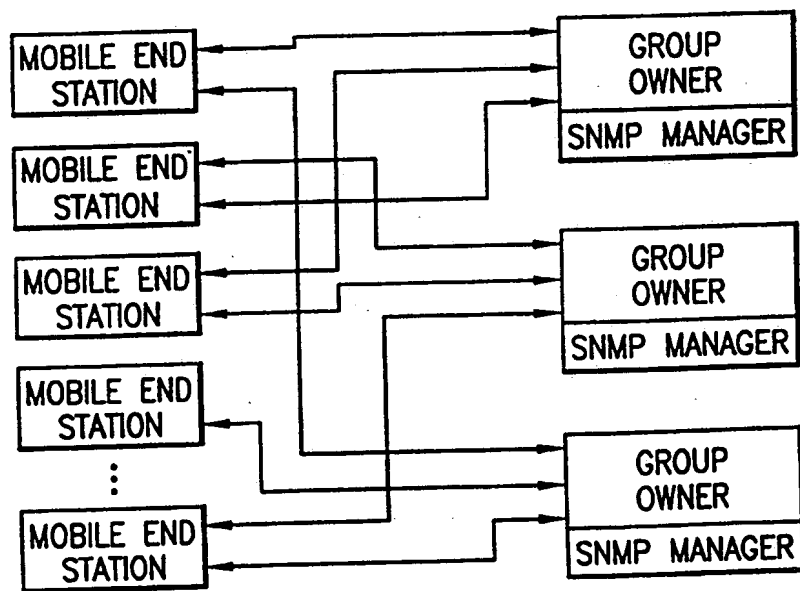 MOBILE END
STATION
MOBILE END
STATION
MOBILE END
STATION
MOBILE END
STATION
MOBILE END
STATION
GROUP
OWNER
SNMP MANAGER
GROUP
OWNER
SNMP MANAGER
GROUP
OWNER
SNMP MANAGER